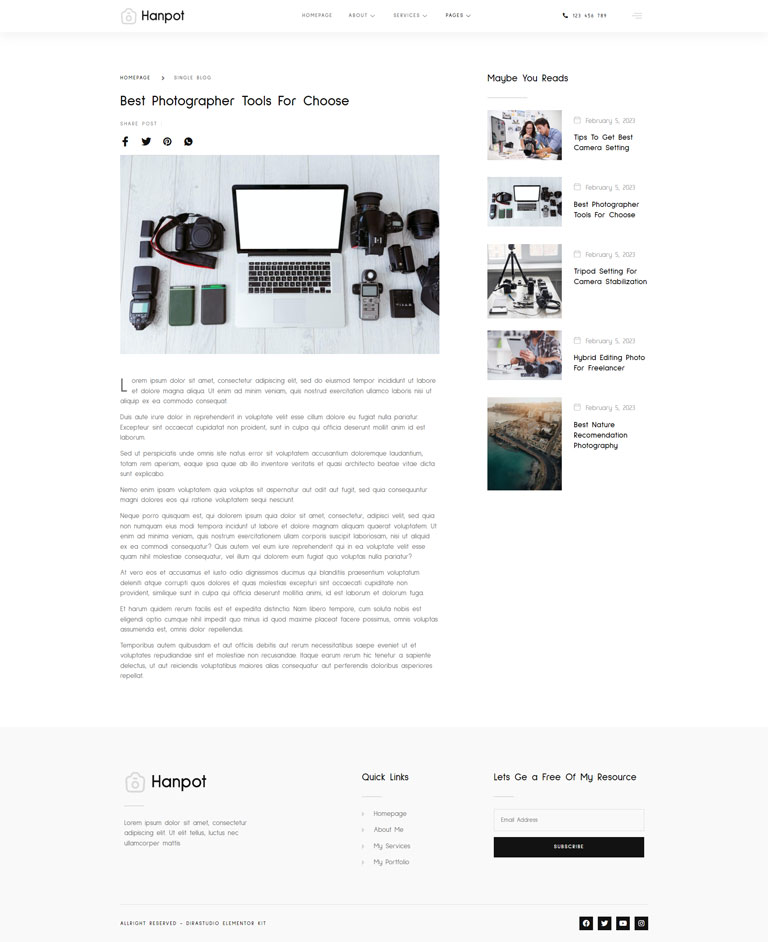 Hanpot
HOMEPAGE ABOUT SERVICES PAGES
123 456 789
HOMEPAGE SINGLE BLOG
Best Photographer Tools For Choose
SHARE POST :
Lorem ipsum dolor sit amet, consectetur adipiscing elit, sed do eiusmod tempor incididunt ut labore
et dolore magna aliqua. Ut enim ad minim veniam, quis nostrud exercitation ullamco laboris nisi ut
aliquip ex ea commodo consequat.
Duis aute irure dolor in reprehenderit in voluptate velit esse cillum dolore eu fugiat nulla pariatur.
Excepteur sint occaecat cupidatat non proident, sunt in culpa qui officia deserunt mollit anim id est
laborum.
Sed ut perspiciatis unde omnis iste natus error sit voluptatem accusantium doloremque laudantium,
totam rem aperiam, eaque ipsa quae ab illo inventore veritatis et quasi architecto beatae vitae dicta
sunt explicabo.
Nemo enim ipsam voluptatem quia voluptas sit aspernatur aut odit aut fugit, sed quia consequuntur
magni dolores eos qui ratione voluptatem sequi nesciunt.
Neque porro quisquam est, qui dolorem ipsum quia dolor sit amet, consectetur, adipisci velit, sed quia
non numquam eius modi tempora incidunt ut labore et dolore magnam aliquam quaerat voluptatem. Ut
enim ad minima veniam, quis nostrum exercitationem ullam corporis suscipit laboriosam, nisi ut aliquid
ex ea commodi consequatur? Quis autem vel eum iure reprehenderit qui in ea voluptate velit esse
quam nihil molestiae consequatur, vel illum qui dolorem eum fugiat quo voluptas nulla pariatur?
At vero eos et accusamus et iusto odio dignissimos ducimus qui blanditiis praesentium voluptatum
deleniti atque corrupti quos dolores et quas molestias excepturi sint occaecati cupiditate non
provident, similique sunt in culpa qui officia deserunt mollitia animi, id est laborum et dolorum fuga.
Et harum quidem rerum facilis est et expedita distinctio. Nam libero tempore, cum soluta nobis est
eligendi optio cumque nihil impedit quo minus id quod maxime placeat facere possimus, omnis voluptas
assumenda est, omnis dolor repellendus.
Temporibus autem quibusdam et aut officiis debitis aut rerum necessitatibus saepe eveniet ut et
voluptates repudiandae sint et molestiae non recusandae. Itaque earum rerum hic tenetur a sapiente
delectus, ut aut reiciendis voluptatibus maiores alias consequatur aut perferendis doloribus asperiores
repellat
Maybe You Reads
February 5, 2023
Tips To Get Best
Camera Setting
February 5, 2023
Best Photographer
Tools For Choose
February 5, 2023
Tripod Setting For
Camera Stabilization
February 5, 2023
Hybrid Editing Photo
For Freelancer
February 5, 2023
Best Nature
Recomendation
Photography
Hanpot
Lorem ipsum dolor sit amet, consectetur
adipiscing elit. Ut elit tellus, luctus nec
ullamcorper mattis.
Quick Links
Homepage
About Me
My Services
My Portfolio
Lets Ge a Free Of My Resource
Email Address
SUBSCRIBE
ALLRIGHT RESERVED – DIRASTUDIO ELEMENTOR KIT